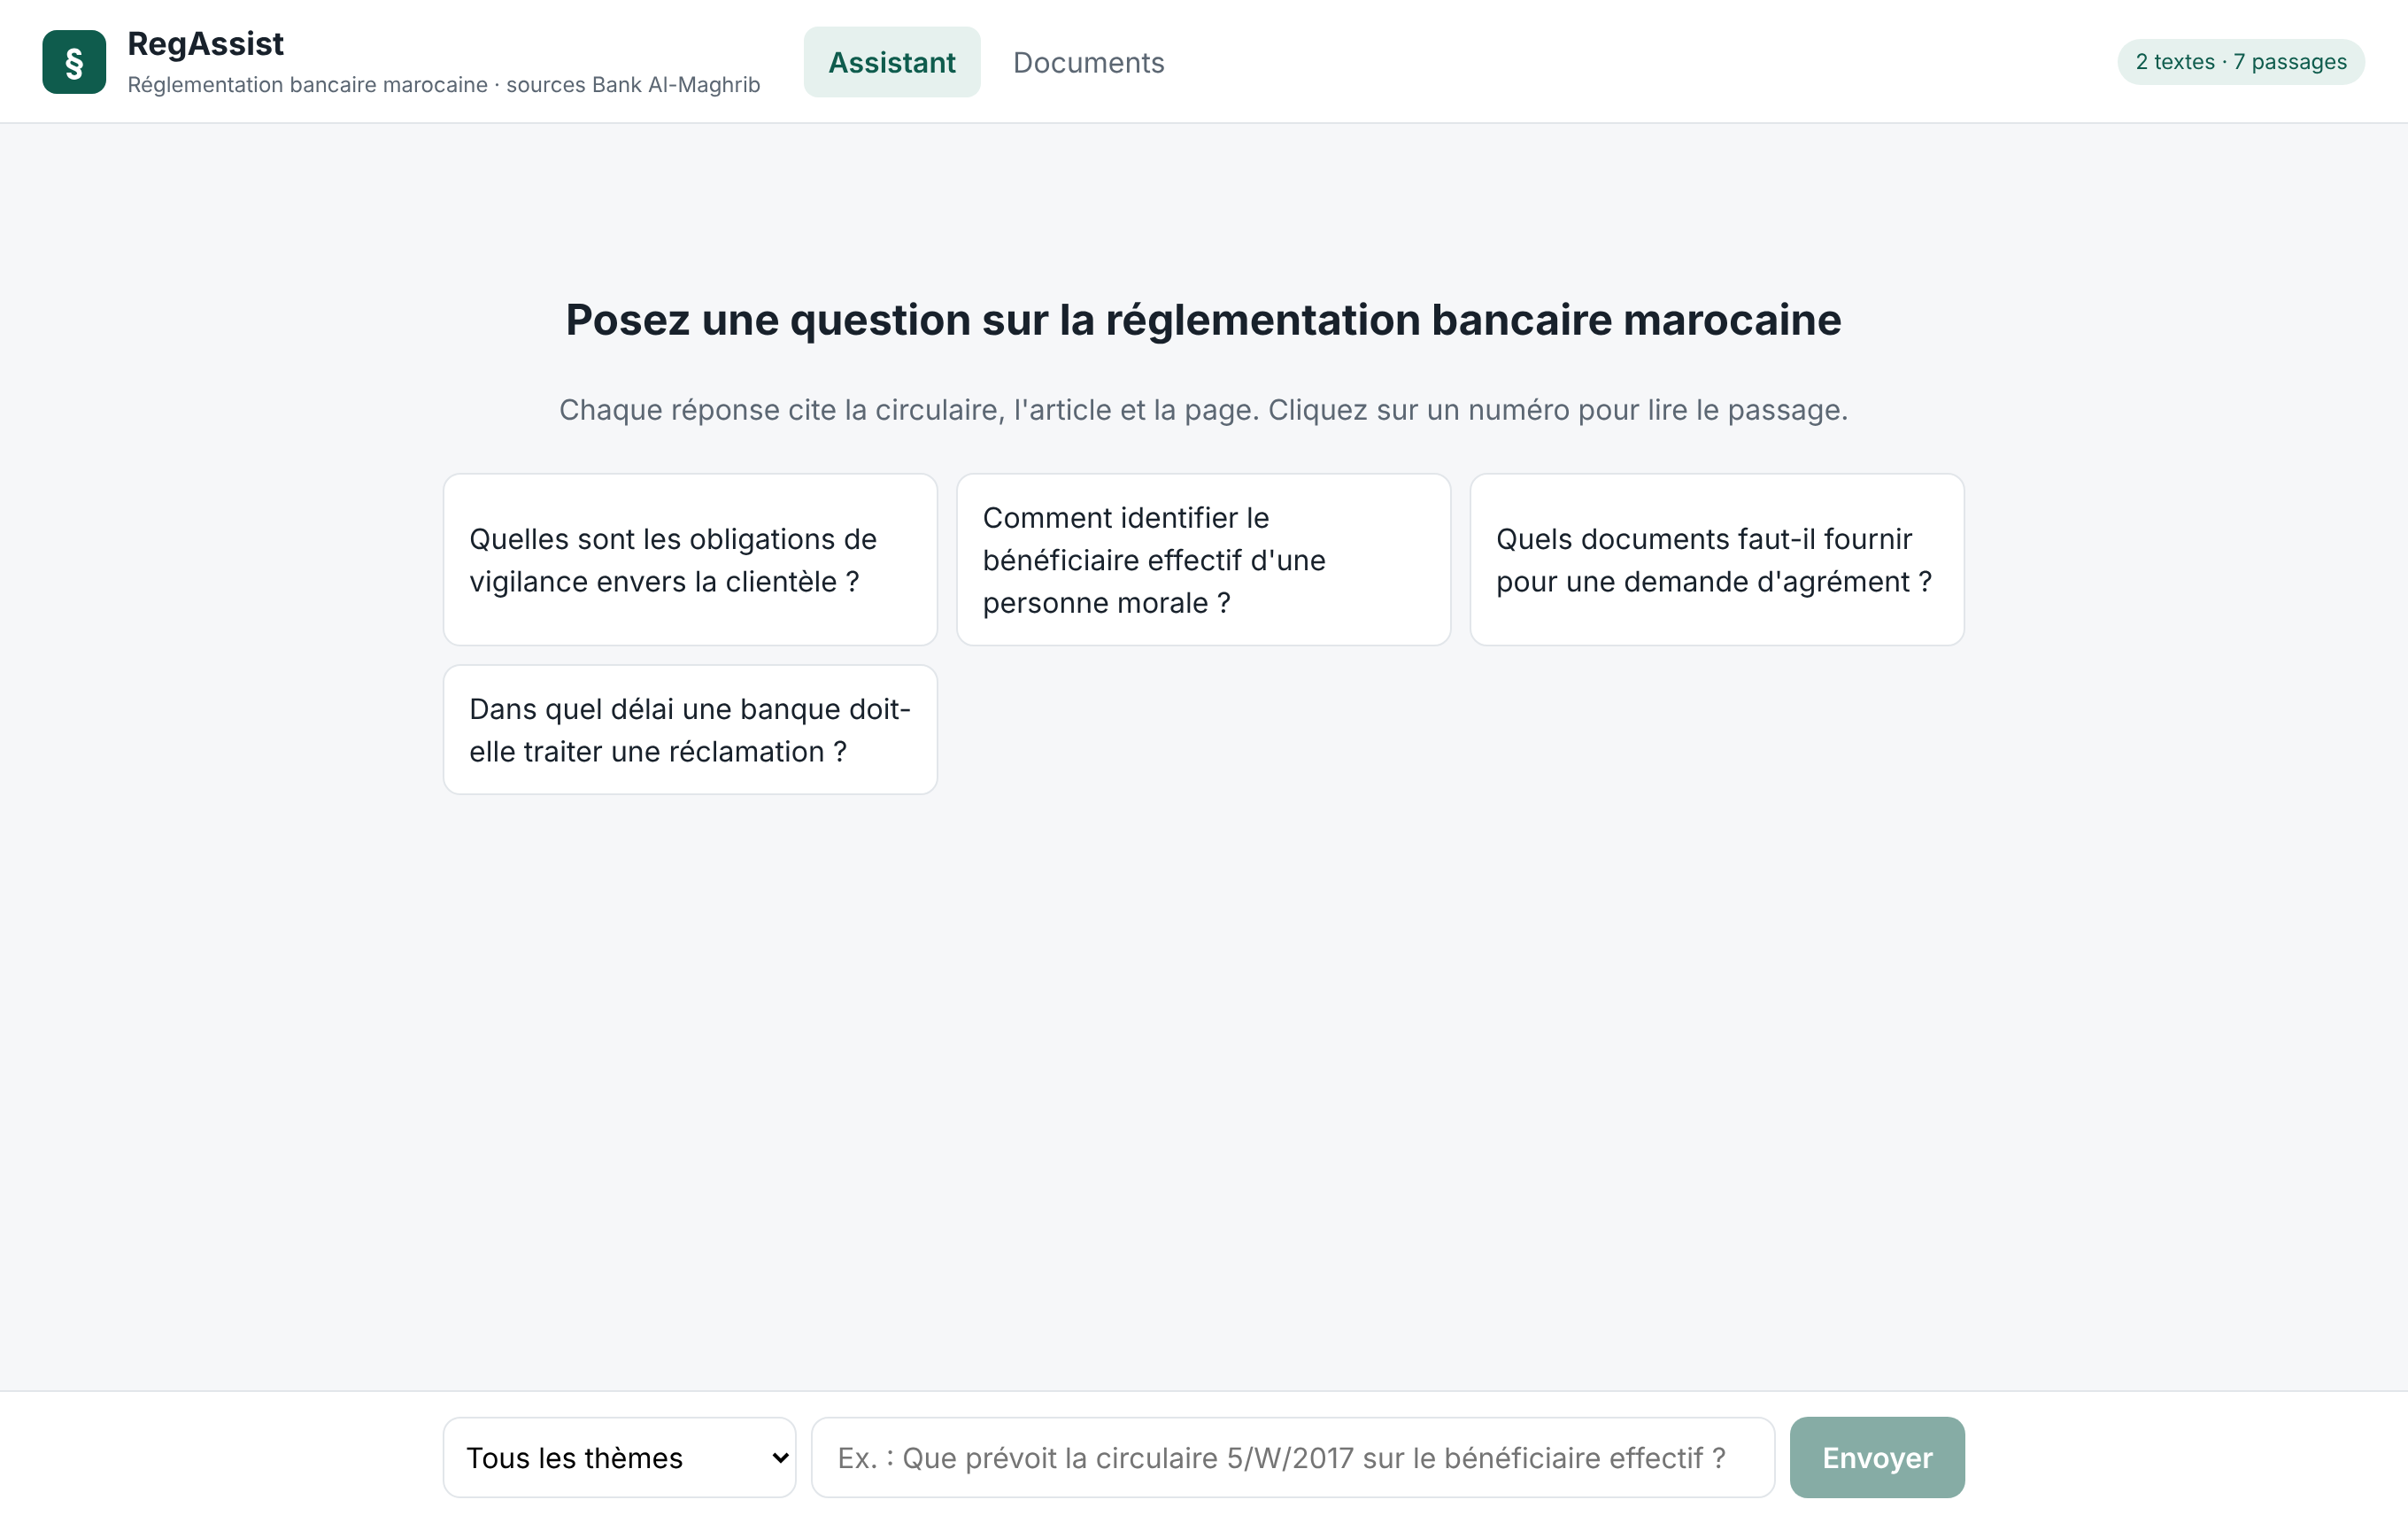 §
RegAssist
Réglementation bancaire marocaine · sources Bank Al-Maghrib
Assistant
Documents
2 textes · 7 passages
Posez une question sur la réglementation bancaire marocaine
Chaque réponse cite la circulaire, l'article et la page. Cliquez sur un numéro pour lire le passage.
Quelles sont les obligations de
vigilance envers la clientèle ?
Comment identifier le
bénéficiaire effectif d'une
personne morale ?
Quels documents faut-il fournir
pour une demande d'agrément ?
Dans quel délai une banque doit-
elle traiter une réclamation ?
Tous les thèmes
Ex. : Que prévoit la circulaire 5/W/2017 sur le bénéficiaire effectif ?
Envoyer